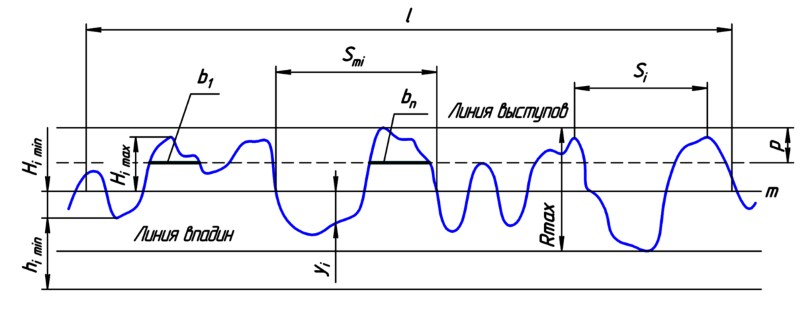 l
S mi
S i
b 1
b n
Линия выступов
p
H i min
H i max
m
Линия впадин
R max
y i
h i min